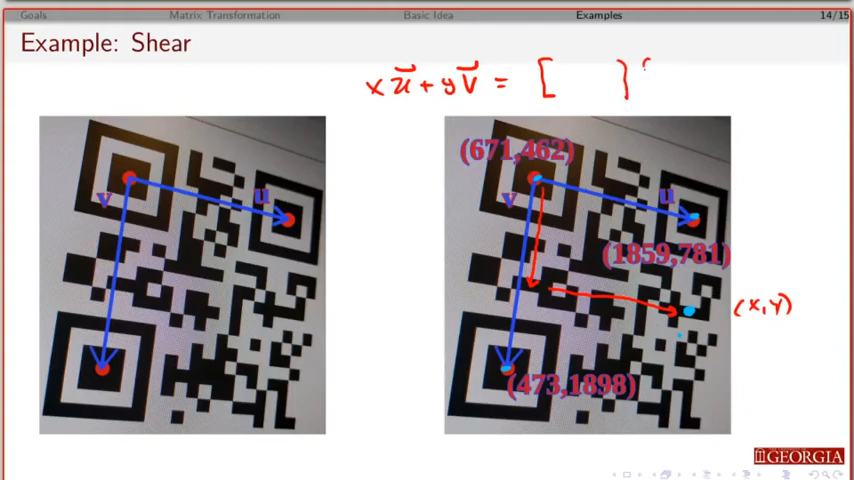 Goals Matrix Transformation Basic Idea Examples 14/15
Example: Shear
x u⃗ + y v⃗ = [ ]
(671,462)
v u
v u
(1859,781)
(x,y)
(473,1898)
GEORGIA